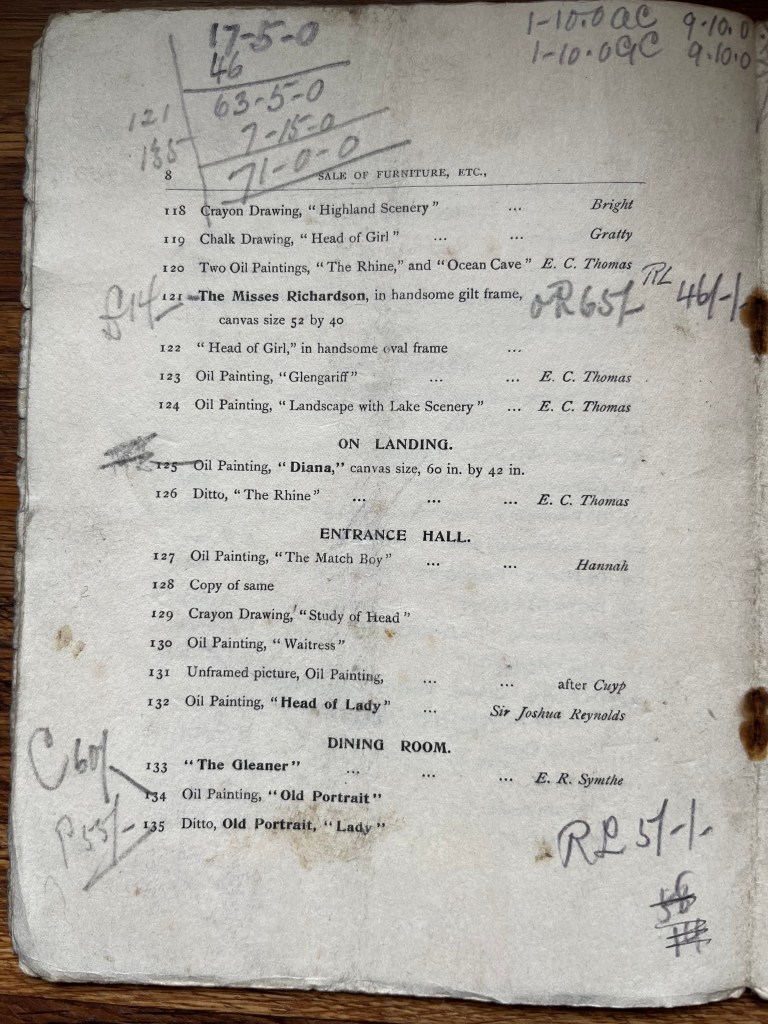 17-5-0
46
63-5-0
7-15-0
71-0-0
1-10.0 9.10.0
1-10.0 9.10.0
121
135
8 SALE OF FURNITURE, ETC.,
118 Crayon Drawing, “Highland Scenery” ... Bright
119 Chalk Drawing, “Head of Girl” ... ... Gratty
120 Two Oil Paintings, “The Rhine,” and “Ocean Cave” E. C. Thomas
121 The Misses Richardson, in handsome gilt frame, 65/- RL 46/-/-
canvas size 52 by 40
122 “Head of Girl,” in handsome oval frame ...
123 Oil Painting, “Glengariff” ... ... E. C. Thomas
124 Oil Painting, “Landscape with Lake Scenery” ... E. C. Thomas
ON LANDING.
125 Oil Painting, “Diana,” canvas size, 60 in. by 42 in.
126 Ditto, “The Rhine” ... ... ... E. C. Thomas
ENTRANCE HALL.
127 Oil Painting, “The Match Boy” ... ... Hannah
128 Copy of same
129 Crayon Drawing, “Study of Head”
130 Oil Painting, “Waitress”
131 Unframed picture, Oil Painting, ... ... after Cuyp
132 Oil Painting, “Head of Lady” ... Sir Joshua Reynolds
DINING ROOM.
C 60/-
133 “The Gleaner” ... ... ... E. R. Symthe
134 Oil Painting, “Old Portrait”
P 55/- 135 Ditto, Old Portrait, “Lady”
RL 5/-/-